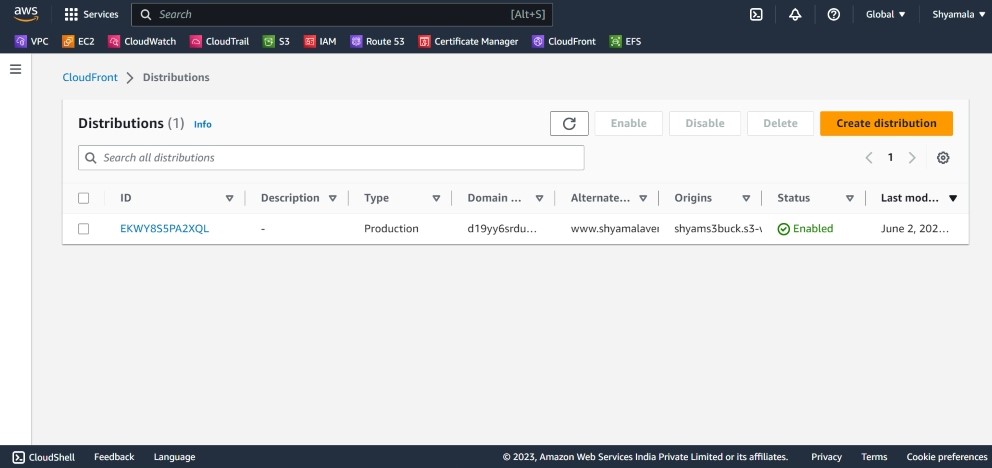 aws Services Search [Alt+S] Global ▼ Shyamala ▼
VPC EC2 CloudWatch CloudTrail S3 IAM Route 53 Certificate Manager CloudFront EFS
CloudFront > Distributions
Distributions (1) Info Enable Disable Delete Create distribution
Search all distributions < 1 >
ID Description Type Domain ... Alternate... Origins Status Last mod...
EKWY8S5PA2XQL - Production d19yy6srdu... www.shyamalaver shyams3buck.s3-v Enabled June 2, 202...
CloudShell Feedback Language © 2023, Amazon Web Services India Private Limited or its affiliates. Privacy Terms Cookie preferences